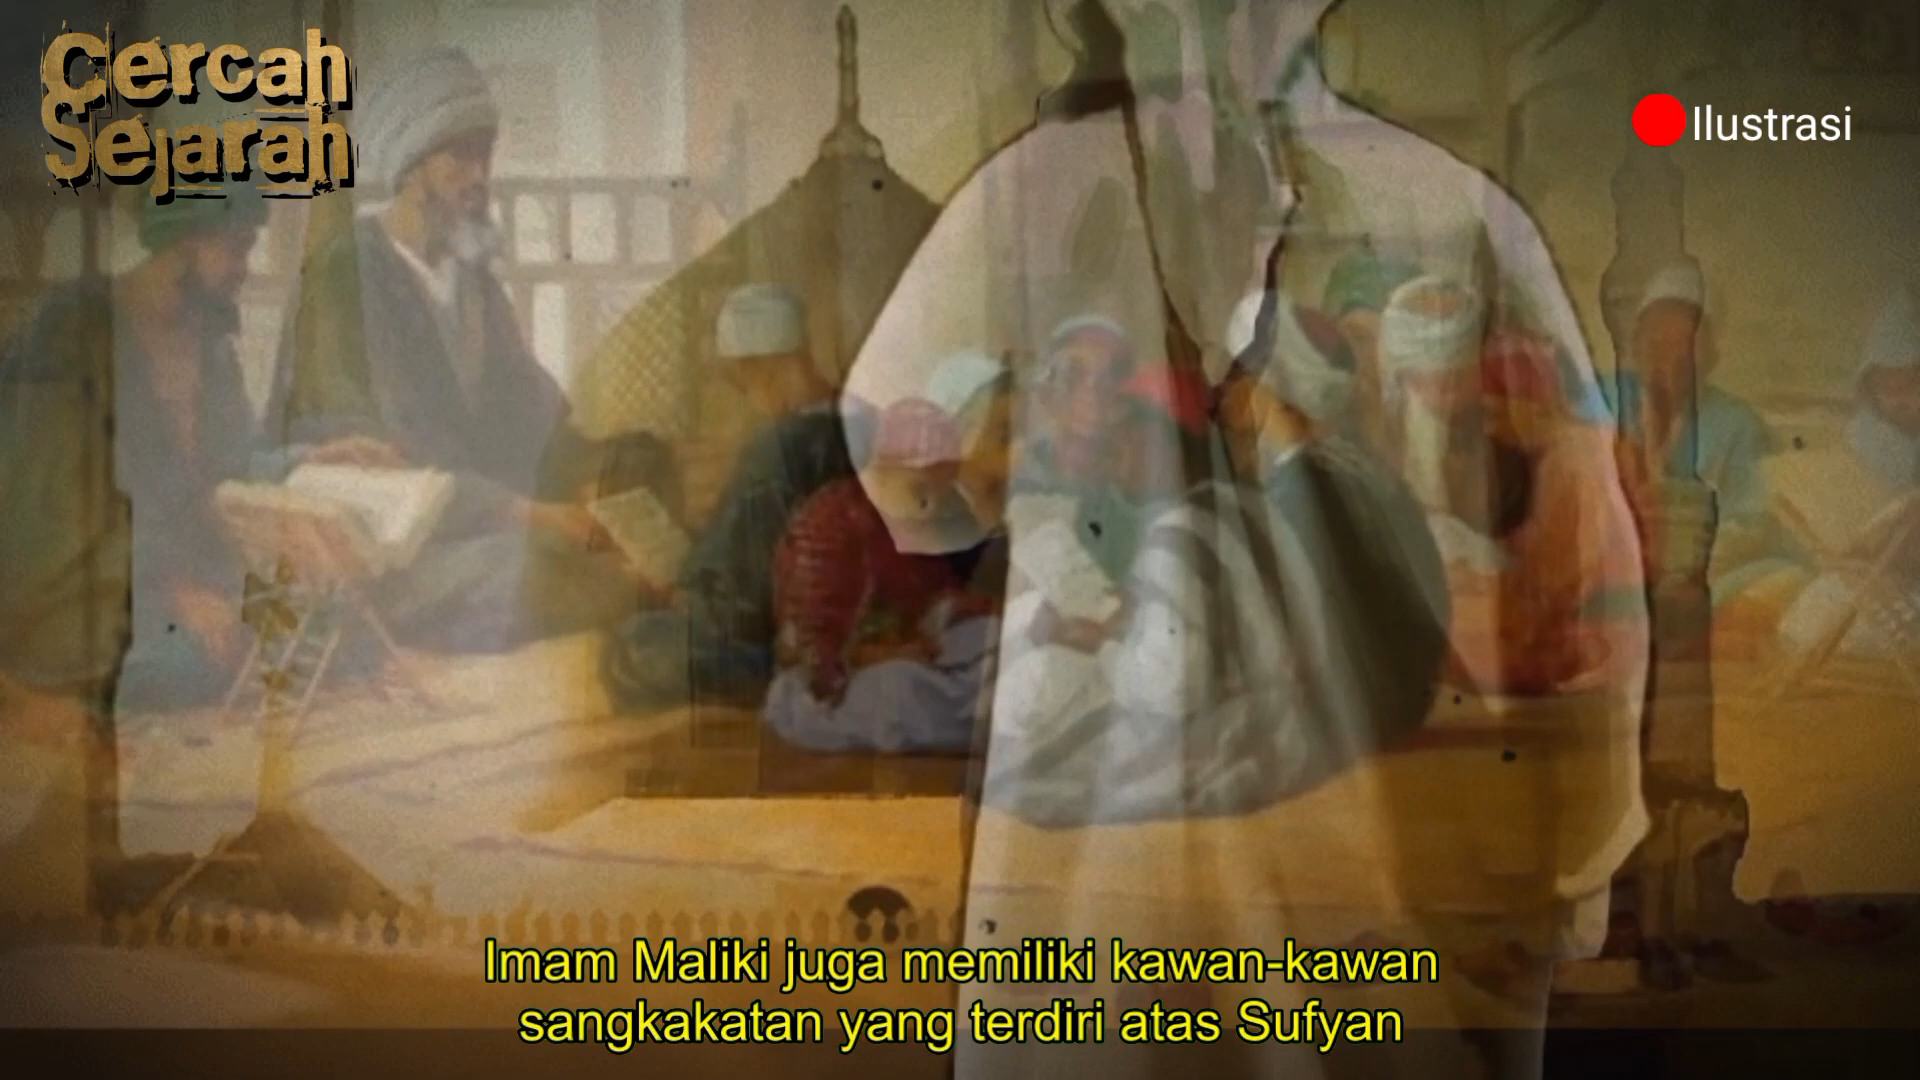 Cercah
Sejarah
Ilustrasi
Imam Maliki juga memiliki kawan-kawan
sangkakatan yang terdiri atas Sufyan